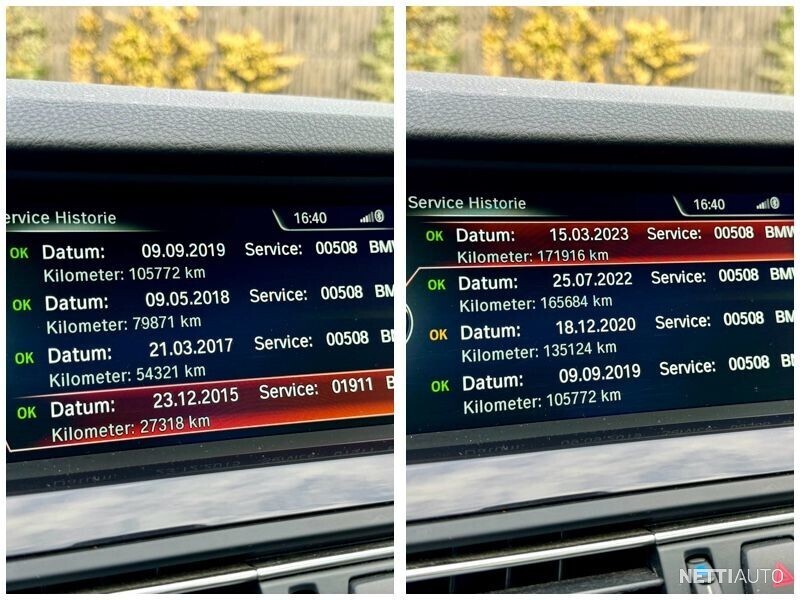 ervice Historie
16:40
OK Datum: 09.09.2019 Service: 00508 BMW
Kilometer: 105772 km
OK Datum: 09.05.2018 Service: 00508 BM
Kilometer: 79871 km
OK Datum: 21.03.2017 Service: 00508 B
Kilometer: 54321 km
OK Datum: 23.12.2015 Service: 01911 B
Kilometer: 27318 km
Service Historie
16:40
OK Datum: 15.03.2023 Service: 00508 BMW
Kilometer: 171916 km
OK Datum: 25.07.2022 Service: 00508 BMW
Kilometer: 165684 km
OK Datum: 18.12.2020 Service: 00508 BM
Kilometer: 135124 km
OK Datum: 09.09.2019 Service: 00508 B
Kilometer: 105772 km
NETTIAUTO